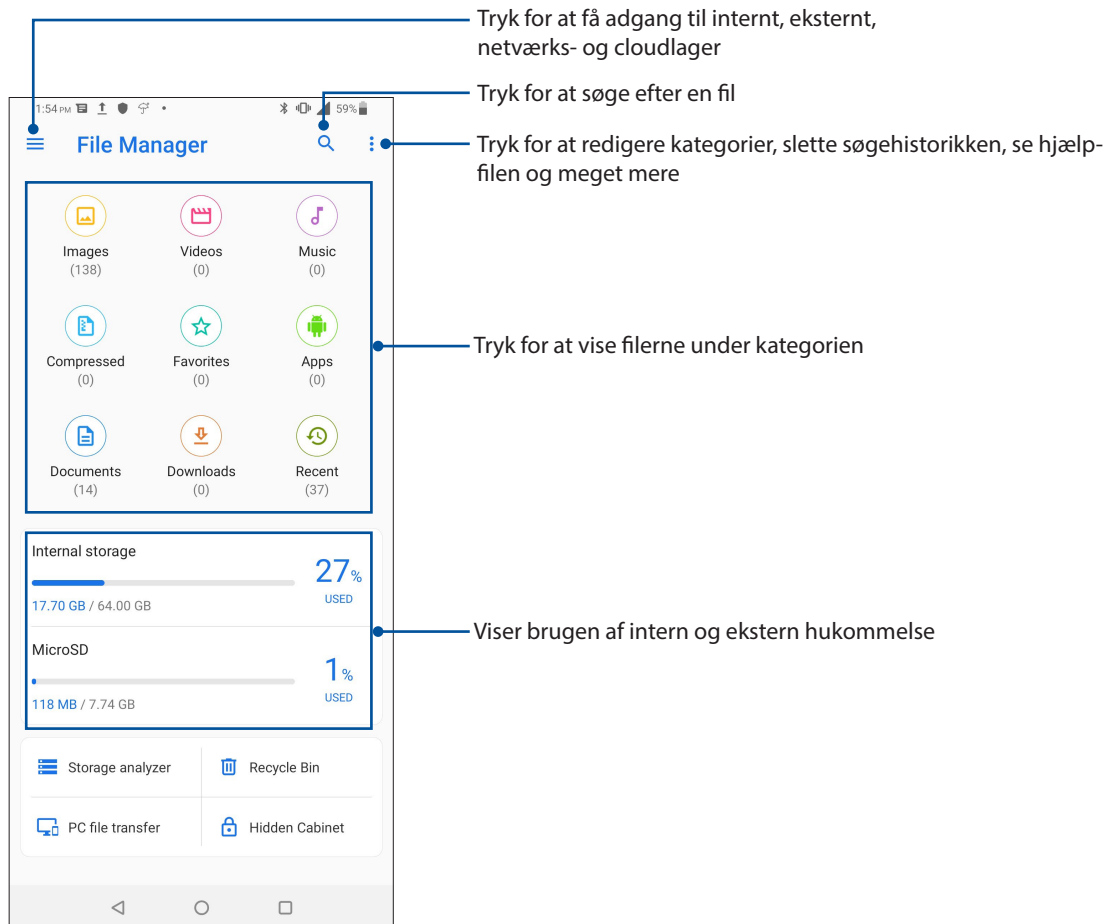 Tryk for at få adgang til internt, eksternt,
netværks- og cloudlager
Tryk for at søge efter en fil
Tryk for at redigere kategorier, slette søgehistorikken, se hjælp-
filen og meget mere
1:54 PM
59%
File Manager
Images
(138)
Videos
(0)
Music
(0)
Compressed
(0)
Favorites
(0)
Apps
(0)
Tryk for at vise filerne under kategorien
Documents
(14)
Downloads
(0)
Recent
(37)
Internal storage
27%
USED
17.70 GB / 64.00 GB
Viser brugen af intern og ekstern hukommelse
MicroSD
1%
USED
118 MB / 7.74 GB
Storage analyzer
Recycle Bin
PC file transfer
Hidden Cabinet